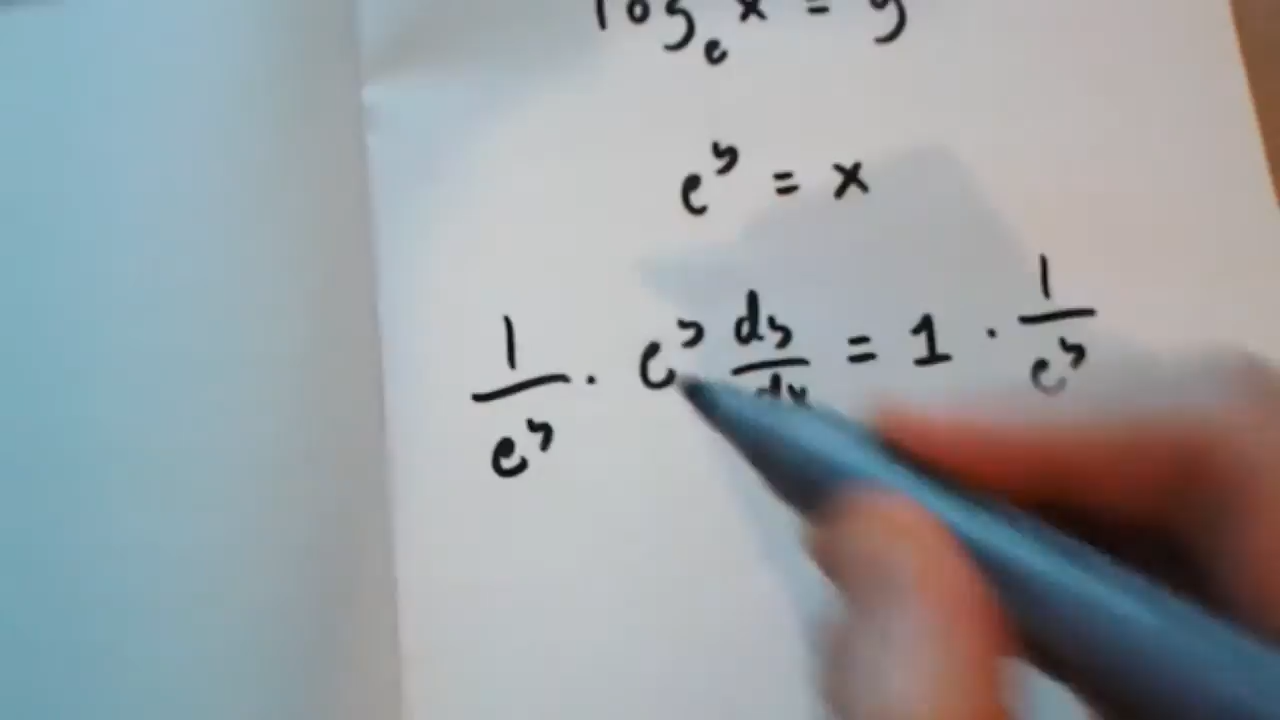 log_e x = y
e^y = x
1/e^y · e^y dy/dx = 1 · 1/e^y